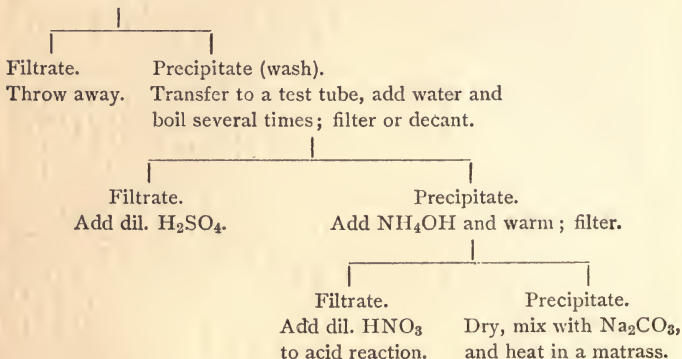 Filtrate.
Throw away.
Precipitate (wash).
Transfer to a test tube, add water and
boil several times; filter or decant.
Filtrate.
Add dil. H₂SO₄.
Precipitate.
Add NH₄OH and warm; filter.
Filtrate.
Add dil. HNO₃
to acid reaction.
Precipitate.
Dry, mix with Na₂CO₃,
and heat in a matrass.